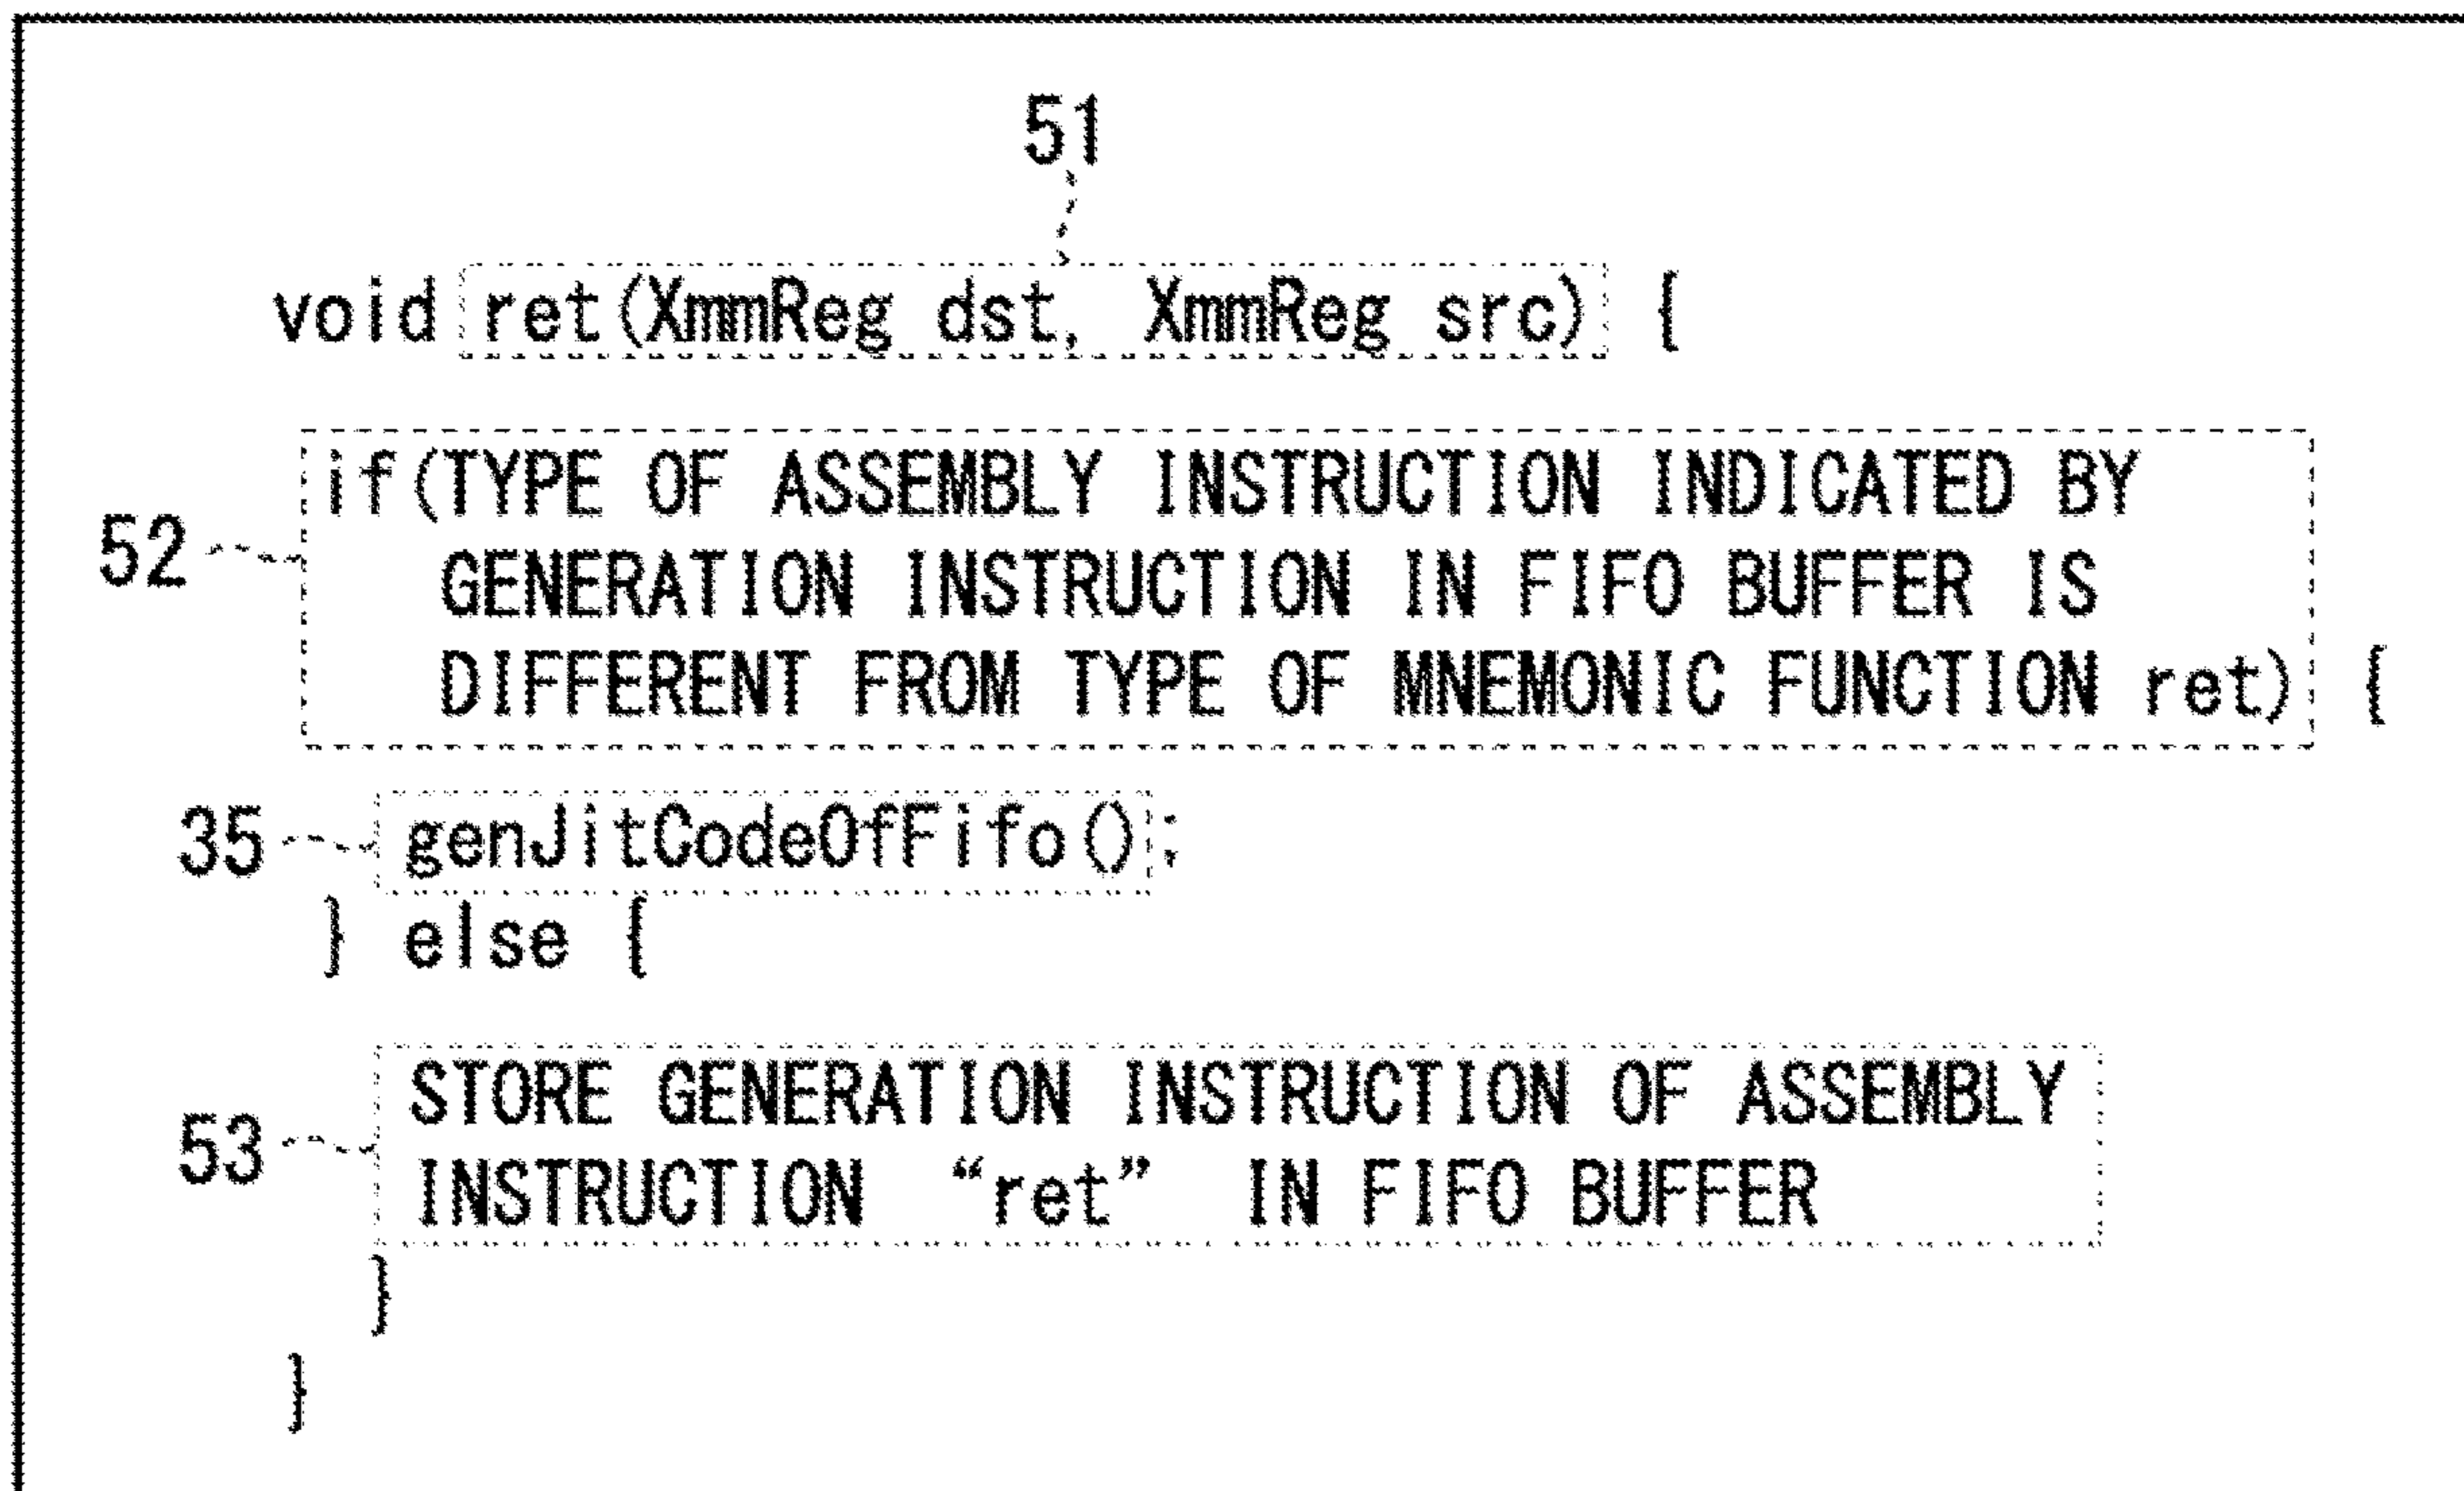 51
void ret(XmmReg dst, XmmReg src) {
if(TYPE OF ASSEMBLY INSTRUCTION INDICATED BY
52 GENERATION INSTRUCTION IN FIFO BUFFER IS
DIFFERENT FROM TYPE OF MNEMONIC FUNCTION ret) {
35 genJitCodeOfFifo();
} else {
STORE GENERATION INSTRUCTION OF ASSEMBLY
53 INSTRUCTION “ret” IN FIFO BUFFER
}
}